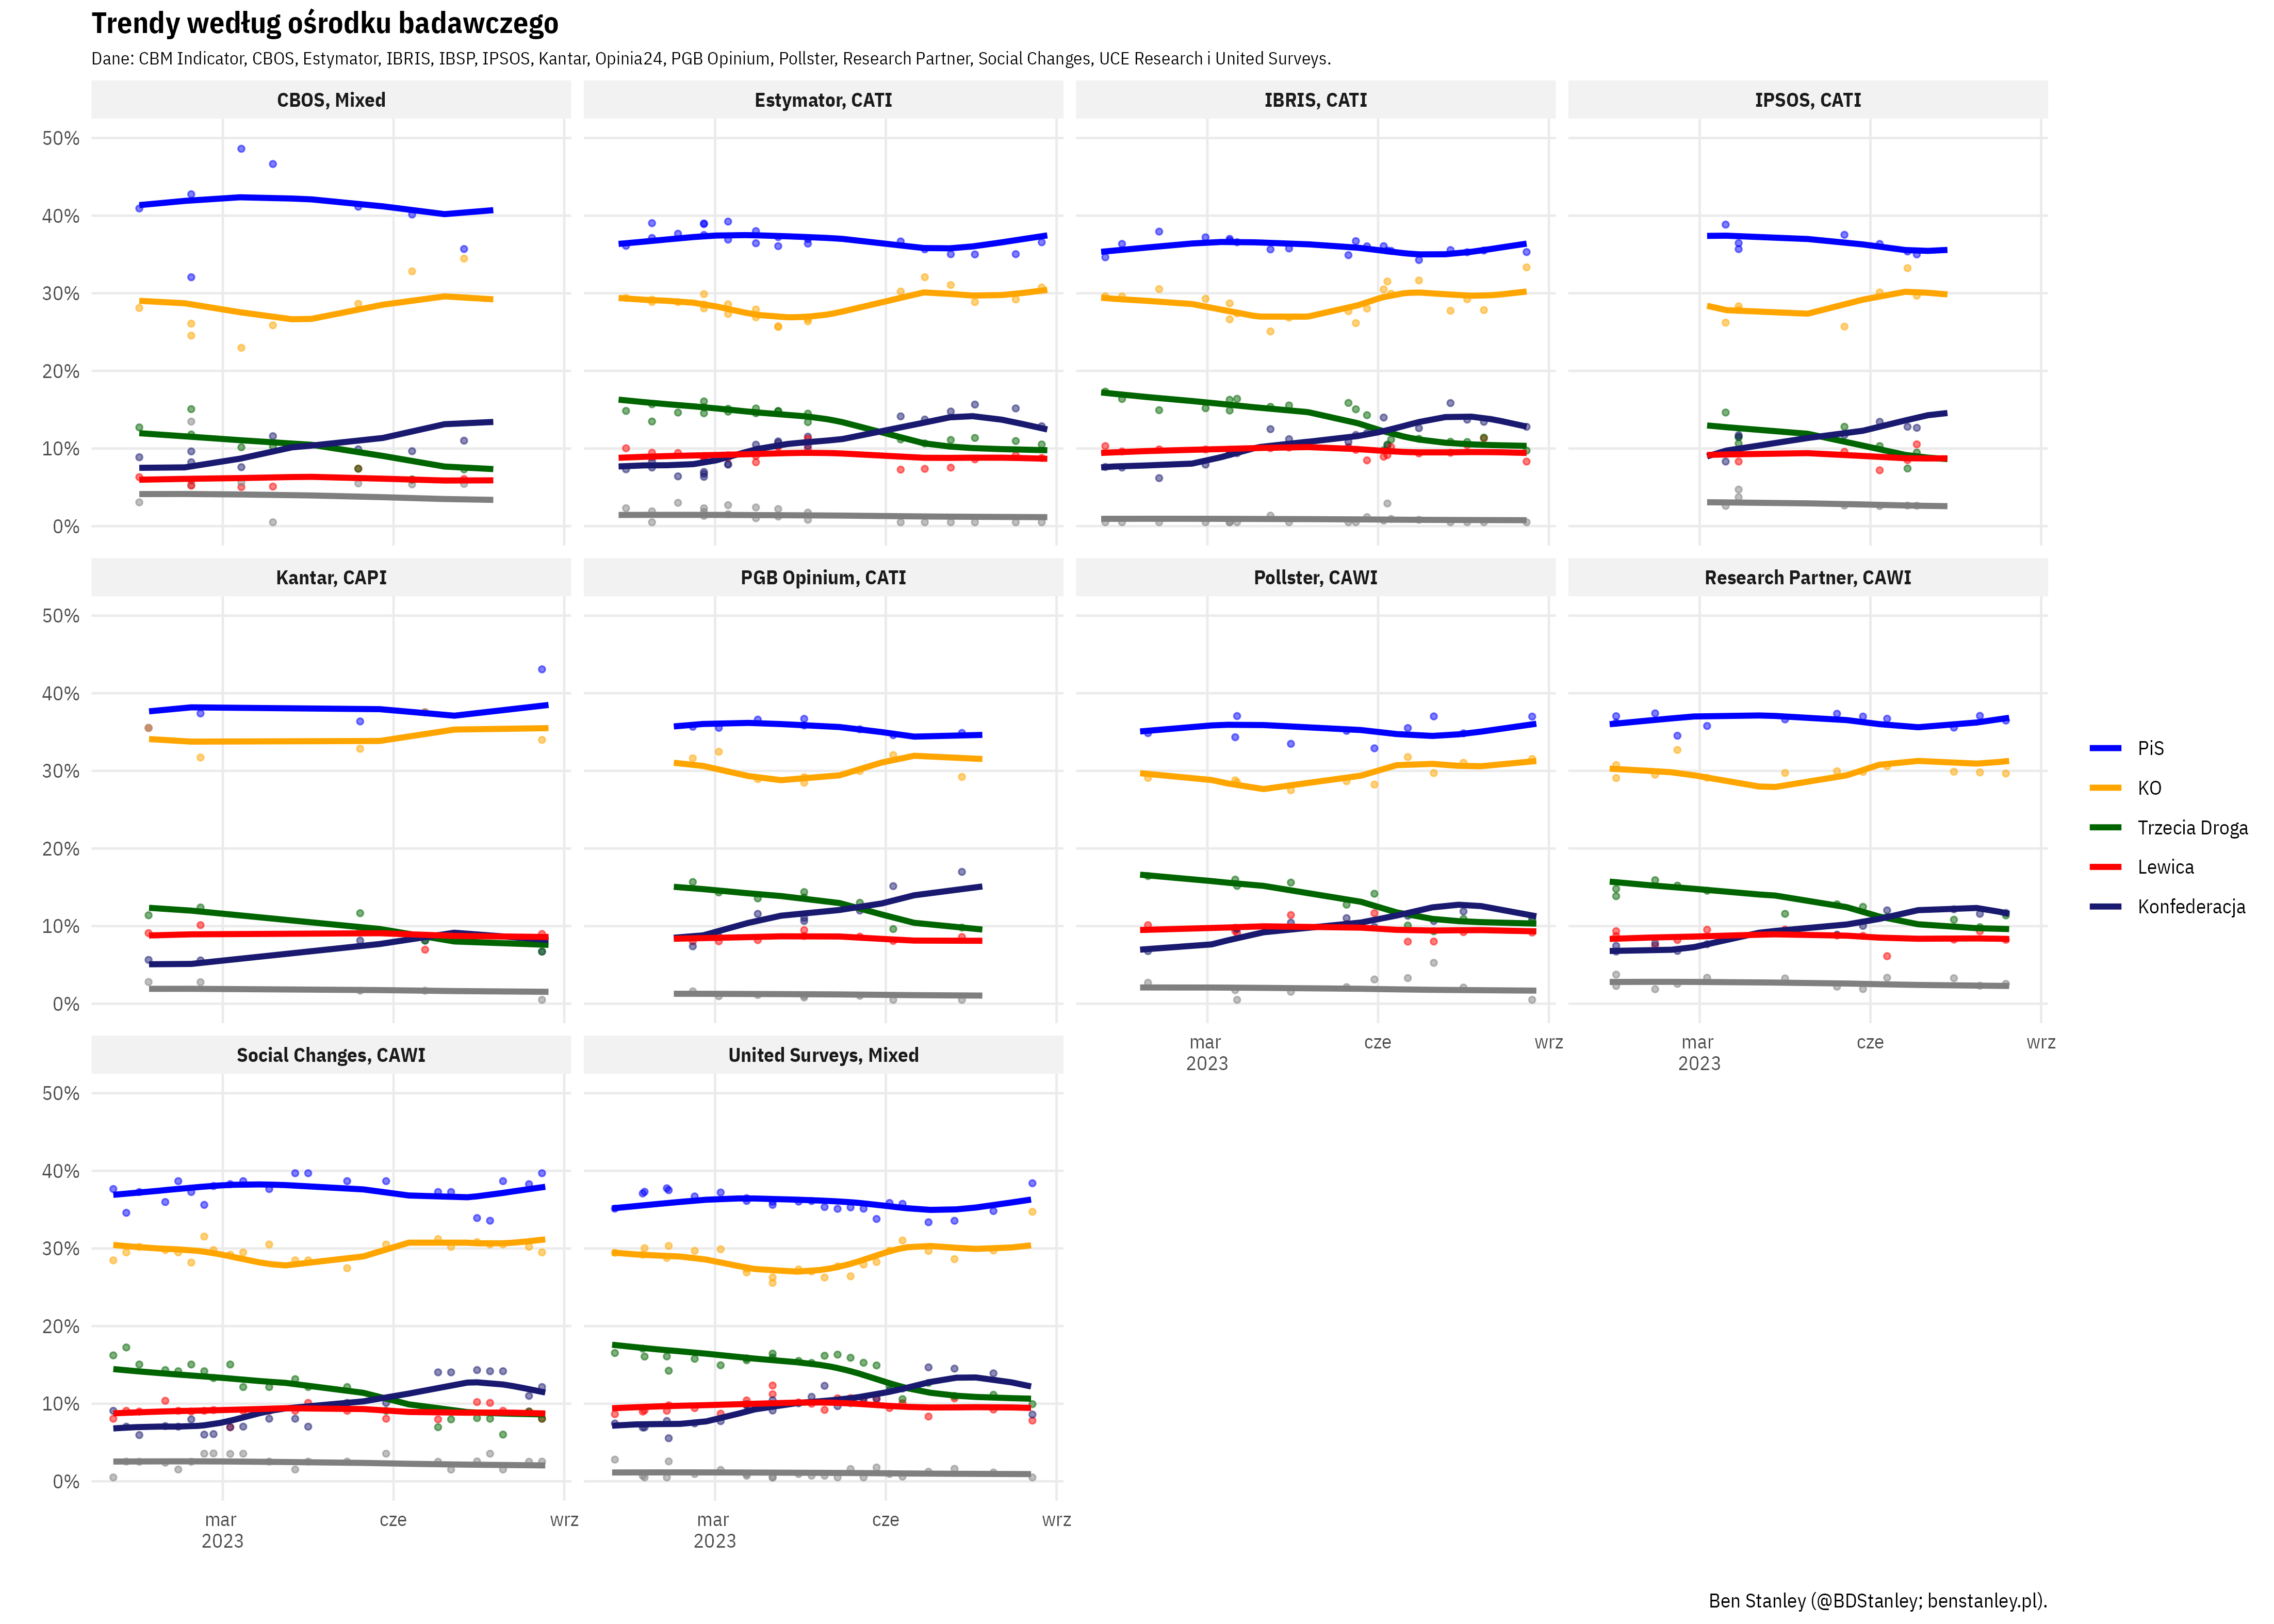 Trendy według ośrodku badawczego
Dane: CBM Indicator, CBOS, Estymator, IBRIS, IBSP, IPSOS, Kantar, Opinia24, PGB Opinium, Pollster, Research Partner, Social Changes, UCE Research i United Surveys.
CBOS, Mixed
Estymator, CATI
IBRIS, CATI
IPSOS, CATI
50%
40%
30%
20%
10%
0%
Kantar, CAPI
PGB Opinium, CATI
Pollster, CAWI
Research Partner, CAWI
50%
40%
30%
20%
10%
0%
mar
2023
cze
wrz
mar
2023
cze
wrz
Social Changes, CAWI
United Surveys, Mixed
50%
40%
30%
20%
10%
0%
mar
2023
cze
wrz
mar
2023
cze
wrz
PiS
KO
Trzecia Droga
Lewica
Konfederacja
Ben Stanley (@BDStanley; benstanley.pl).